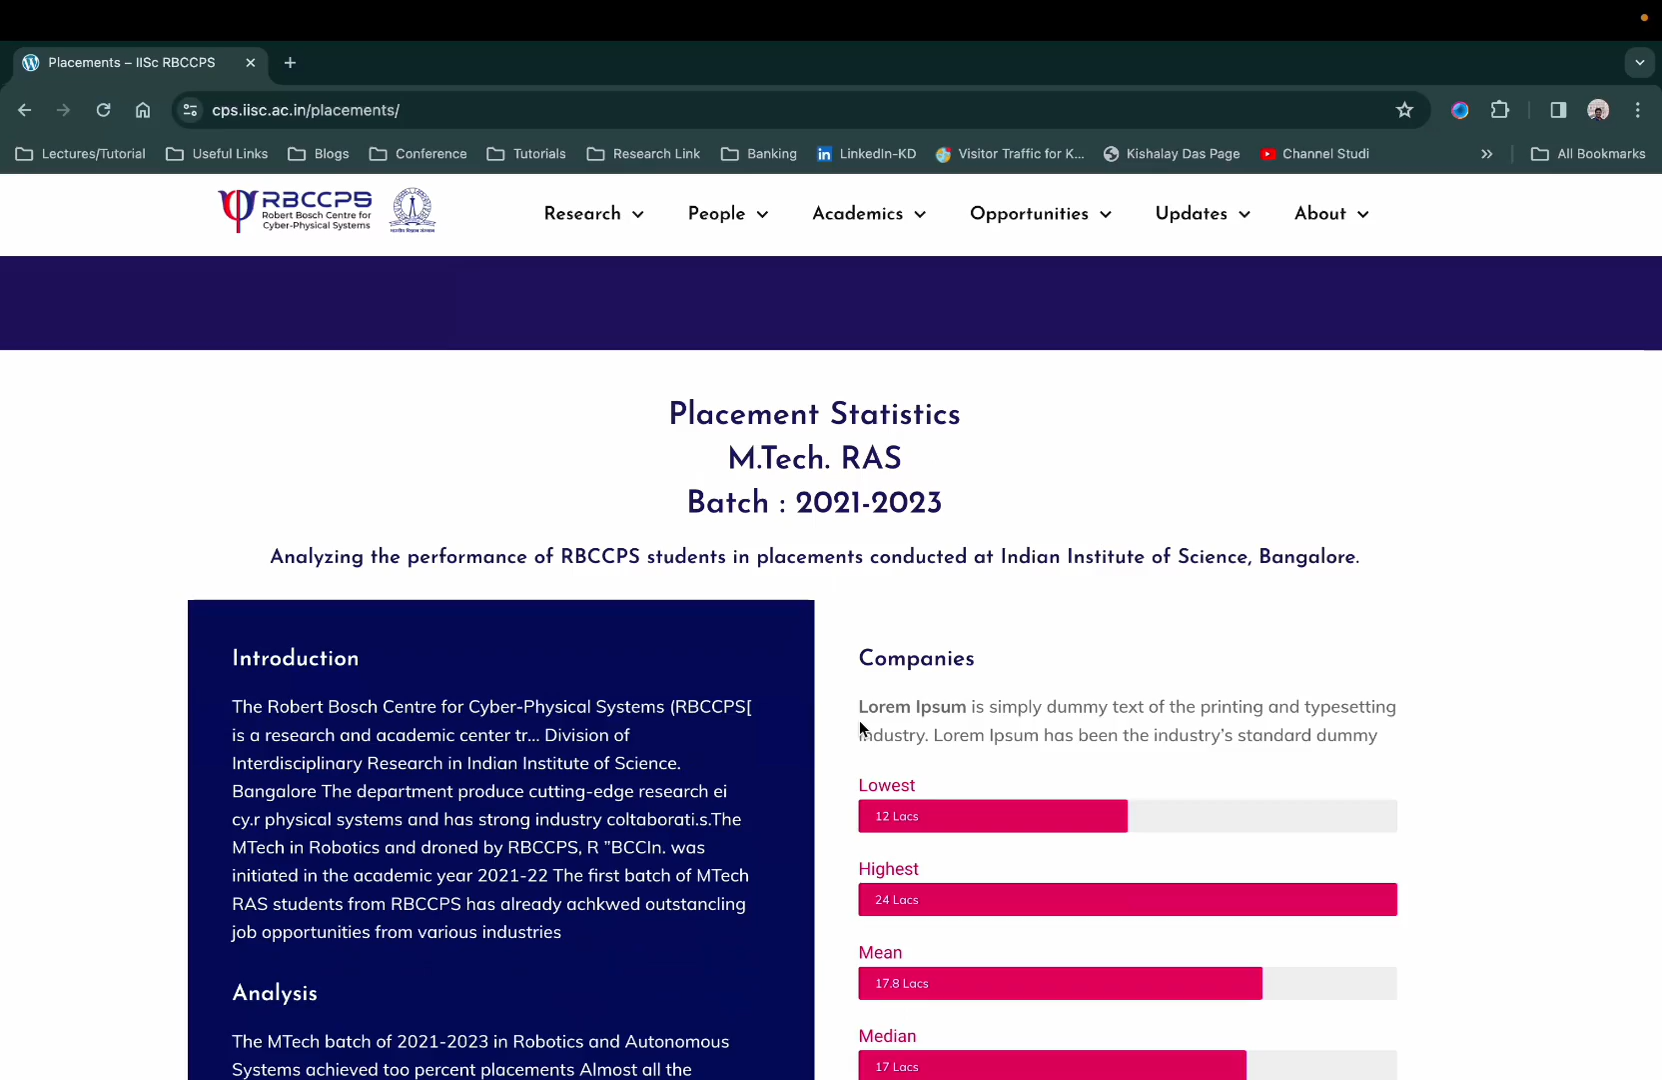 Placements – IISc RBCCPS
cps.iisc.ac.in/placements/
Lectures/Tutorial Useful Links Blogs Conference Tutorials Research Link Banking LinkedIn-KD Visitor Traffic for K... Kishalay Das Page Channel Studi » All Bookmarks
RBCCPS
Robert Bosch Centre for
Cyber-Physical Systems
Research People Academics Opportunities Updates About
Placement Statistics
M.Tech. RAS
Batch : 2021-2023
Analyzing the performance of RBCCPS students in placements conducted at Indian Institute of Science, Bangalore.
Introduction
The Robert Bosch Centre for Cyber-Physical Systems (RBCCPS[
is a research and academic center tr... Division of
Interdisciplinary Research in Indian Institute of Science.
Bangalore The department produce cutting-edge research ei
cy.r physical systems and has strong industry coltaborati.s.The
MTech in Robotics and droned by RBCCPS, R ”BCCIn. was
initiated in the academic year 2021-22 The first batch of MTech
RAS students from RBCCPS has already achkwed outstancling
job opportunities from various industries
Analysis
The MTech batch of 2021-2023 in Robotics and Autonomous
Systems achieved too percent placements Almost all the
Companies
Lorem Ipsum is simply dummy text of the printing and typesetting
industry. Lorem Ipsum has been the industry’s standard dummy
Lowest
12 Lacs
Highest
24 Lacs
Mean
17.8 Lacs
Median
17 Lacs